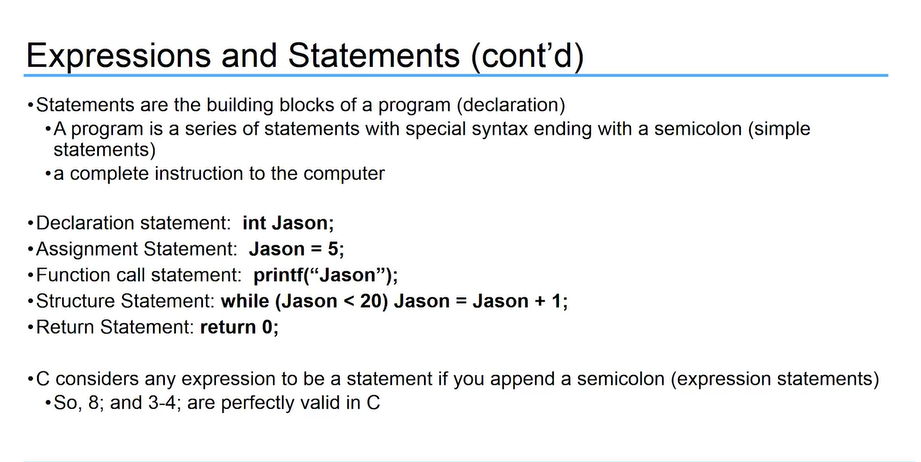 Expressions and Statements (cont’d)
•Statements are the building blocks of a program (declaration)
•A program is a series of statements with special syntax ending with a semicolon (simple
statements)
•a complete instruction to the computer
•Declaration statement: int Jason;
•Assignment Statement: Jason = 5;
•Function call statement: printf(“Jason”);
•Structure Statement: while (Jason < 20) Jason = Jason + 1;
•Return Statement: return 0;
•C considers any expression to be a statement if you append a semicolon (expression statements)
•So, 8; and 3-4; are perfectly valid in C